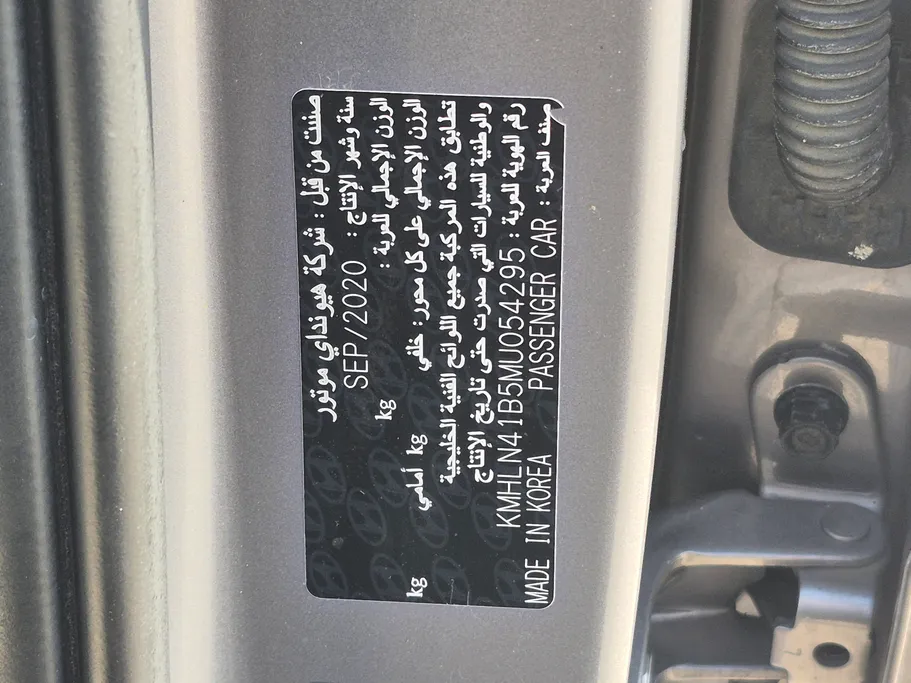 صنعت من قبل : شركة هيونداي موتور
سنة وشهر الإنتاج : SEP/2020
الوزن الإجمالي للعربة : kg
الوزن الإجمالي على كل محور: خلفي kg أمامي kg
تطابق هذه المركبة جميع اللوائح الفنية الخليجية
والوطنية للسيارات التي صدرت حتى تاريخ الإنتاج
رقم الهوية للعربة : KMHLN41B5MU054295
صنف العربة : PASSENGER CAR MADE IN KOREA